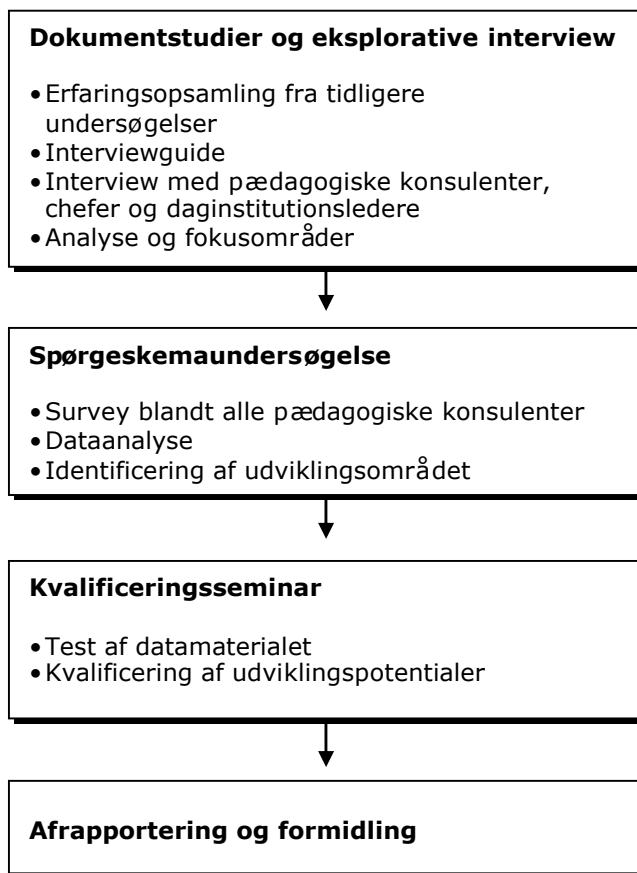 Dokumentstudier og eksplorative interview
• Erfaringsopsamling fra tidligere
undersøgelser
• Interviewguide
• Interview med pædagogiske konsulenter,
chefer og daginstitutionsledere
• Analyse og fokusområder
Spørgeskemaundersøgelse
• Survey blandt alle pædagogiske konsulenter
• Dataanalyse
• Identificering af udviklingsområdet
Kvalificeringsseminar
• Test af datamaterialet
• Kvalificering af udviklingspotentialer
Afrapportering og formidling